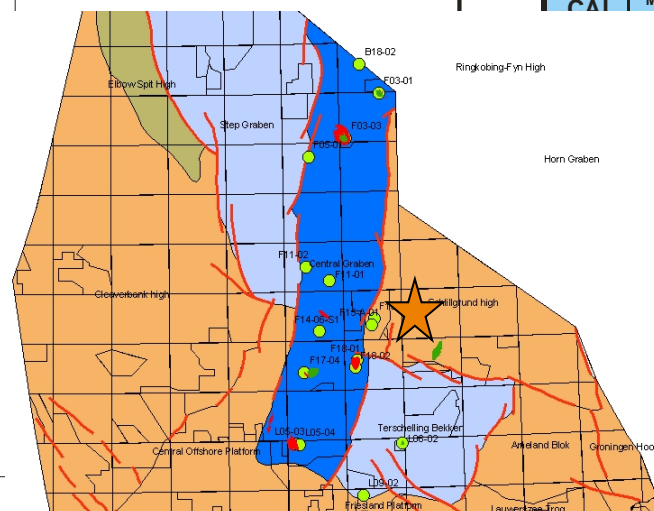 CAL
M
B18-02
Ringkobing-Fyn High
Elbow Spit High
F03-01
Step Graben
F03-03
F05-0
Horn Graben
F11-02
Central Graben
F11-01
Cleaverbank high
F1
high
F15-A-01
F14-06-S1
F18-01
F18-02
F17-04
Terschelling Bekken
L05-03
L05-04
L06-02
Central Offshore Platform
Ameland Blok
Groningen Hoo
L09-02
Friesland Platform
Lauwerszee Trog